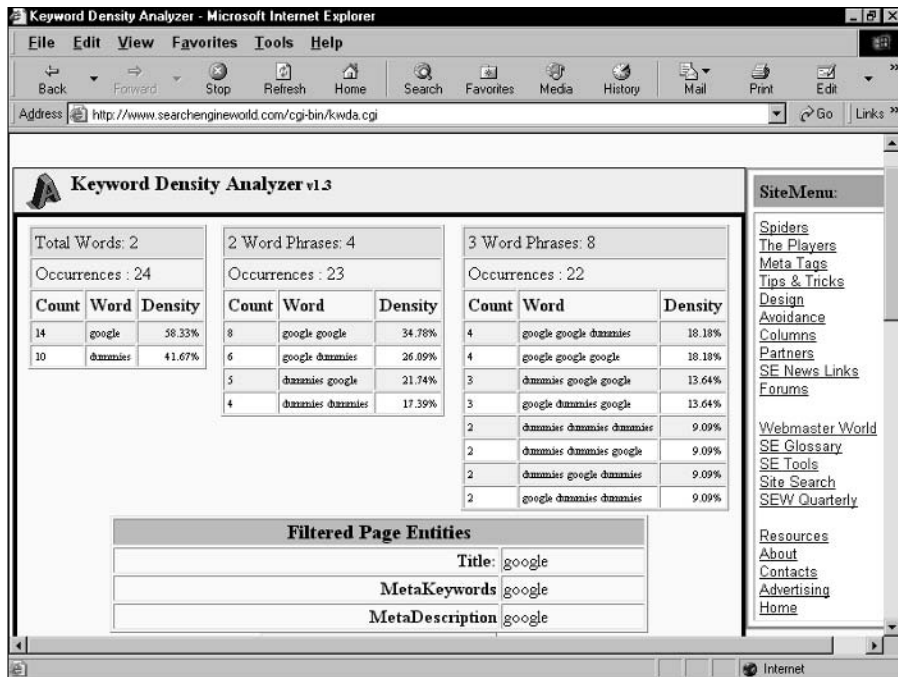 Keyword Density Analyzer - Microsoft Internet Explorer
File Edit View Favorites Tools Help
Back Forward Stop Refresh Home Search Favorites Media History Mail Print Edit
Address http://www.searchengineworld.com/cgi-bin/kwda.cgi Go Links
Keyword Density Analyzer v1.3
Total Words: 2
Occurrences : 24
Count Word Density
14 google 58.33%
10 dummies 41.67%
2 Word Phrases: 4
Occurrences : 23
Count Word Density
8 google google 34.78%
6 google dummies 26.09%
5 dummies google 21.74%
4 dummies dummies 17.39%
3 Word Phrases: 8
Occurrences : 22
Count Word Density
4 google google dummies 18.18%
4 google google google 18.18%
3 dummies google google 13.64%
3 google dummies google 13.64%
2 dummies dummies dummies 9.09%
2 dummies dummies google 9.09%
2 dummies google dummies 9.09%
2 google dummies dummies 9.09%
Filtered Page Entities
Title: google
MetaKeywords google
MetaDescription google
SiteMenu:
Spiders
The Players
Meta Tags
Tips & Tricks
Design
Avoidance
Columns
Partners
SE News Links
Forums
Webmaster World
SE Glossary
SE Tools
Site Search
SEW Quarterly
Resources
About
Contacts
Advertising
Home
Internet